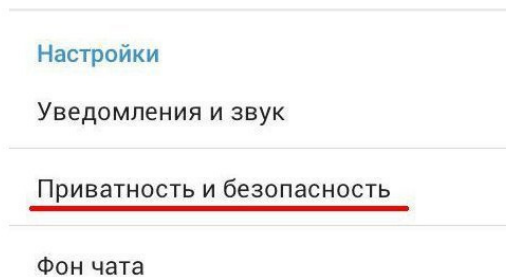 Настройки
Уведомления и звук
Приватность и безопасность
Фон чата